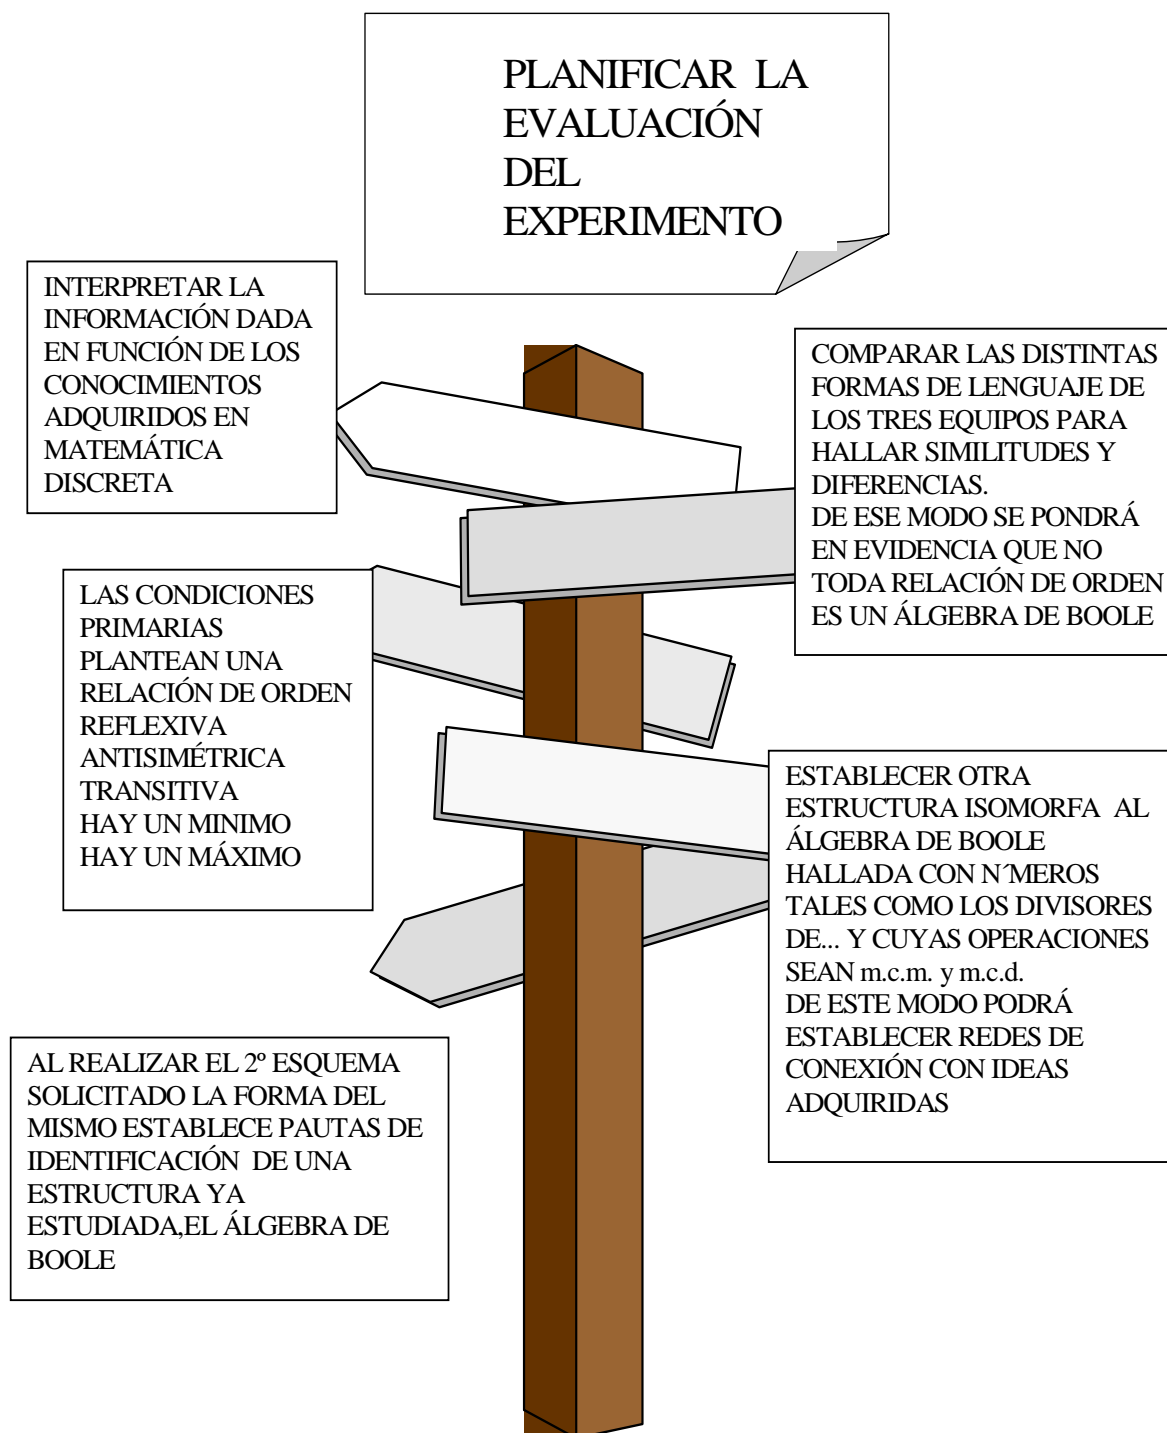 PLANIFICAR LA
EVALUACIÓN
DEL
EXPERIMENTO
INTERPRETAR LA
INFORMACIÓN DADA
EN FUNCIÓN DE LOS
CONOCIMIENTOS
ADQUIRIDOS EN
MATEMÁTICA
DISCRETA
COMPARAR LAS DISTINTAS
FORMAS DE LENGUAJE DE
LOS TRES EQUIPOS PARA
HALLAR SIMILITUDES Y
DIFERENCIAS.
DE ESE MODO SE PONDRÁ
EN EVIDENCIA QUE NO
TODA RELACIÓN DE ORDEN
ES UN ÁLGEBRA DE BOOLE
LAS CONDICIONES
PRIMARIAS
PLANTEAN UNA
RELACIÓN DE ORDEN
REFLEXIVA
ANTISIMÉTRICA
TRANSITIVA
HAY UN MINIMO
HAY UN MÁXIMO
ESTABLECER OTRA
ESTRUCTURA ISOMORFA AL
ÁLGEBRA DE BOOLE
HALLADA CON N´MEROS
TALES COMO LOS DIVISORES
DE... Y CUYAS OPERACIONES
SEAN m.c.m. y m.c.d.
DE ESTE MODO PODRÁ
ESTABLECER REDES DE
CONEXIÓN CON IDEAS
ADQUIRIDAS
AL REALIZAR EL 2º ESQUEMA
SOLICITADO LA FORMA DEL
MISMO ESTABLECE PAUTAS DE
IDENTIFICACIÓN DE UNA
ESTRUCTURA YA
ESTUDIADA,EL ÁLGEBRA DE
BOOLE